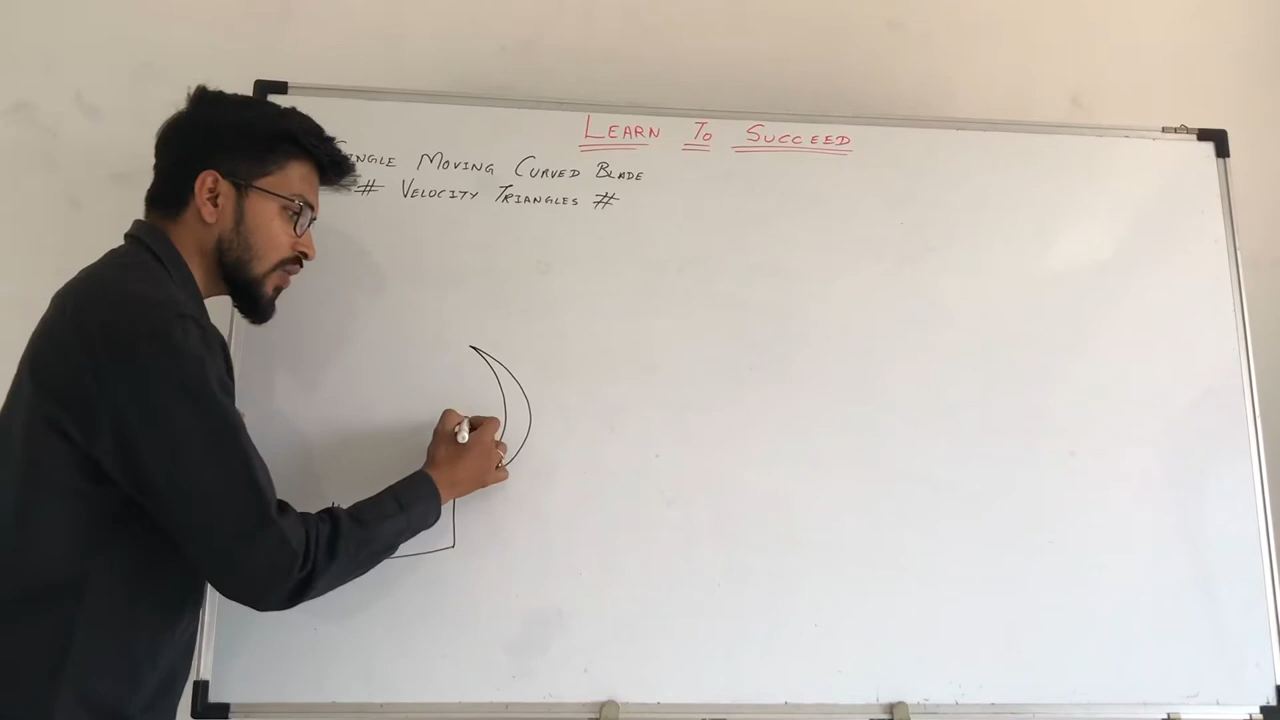 LEARN TO SUCCEED
SINGLE MOVING CURVED BLADE
# VELOCITY TRIANGLES #